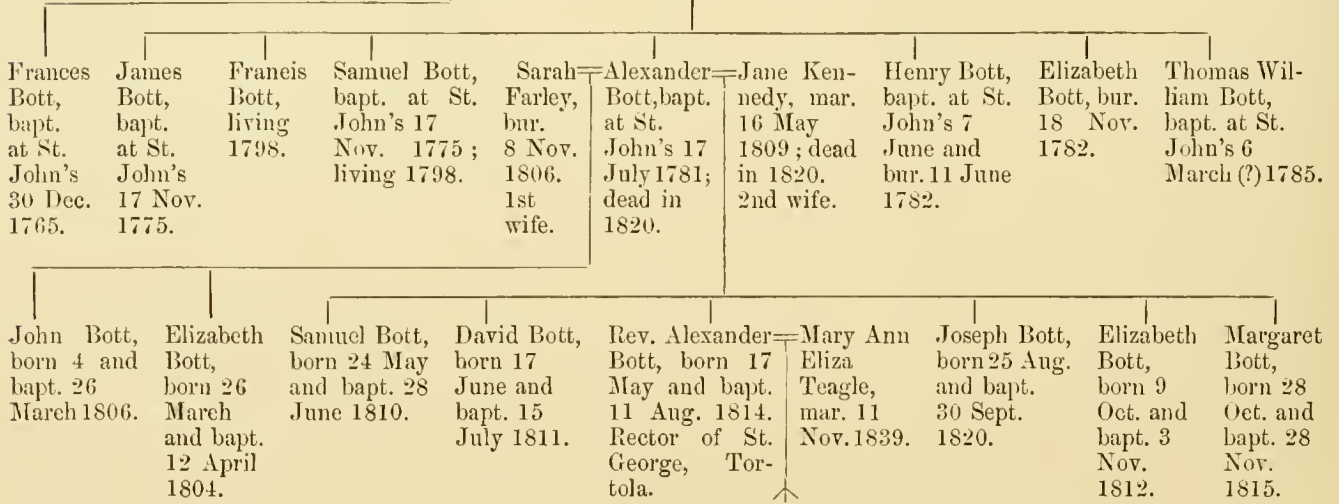 Frances
Bott,
bapt.
at St.
John's
30 Dec.
1765.
James
Bott,
bapt.
at St.
John's
17 Nov.
1775.
Francis
Bott,
living
1798.
Samuel Bott,
bapt. at St.
John's 17
Nov. 1775 ;
living 1798.
Sarah
Farley,
bur.
8 Nov.
1806.
1st
wife.
Alexander
Bott, bapt.
at St.
John's 17
July 1781;
dead in
1820.
Jane Ken-
nedy, mar.
16 May
1809 ; dead
in 1820.
2nd wife.
Henry Bott,
bapt. at St.
John's 7
June and
bur. 11 June
1782.
Elizabeth
Bott, bur.
18 Nov.
1782.
Thomas Wil-
liam Bott,
bapt. at St.
John's 6
March (?) 1785.
John Bott,
born 4 and
bapt. 26
March 1806.
Elizabeth
Bott,
born 26
March
and bapt.
12 April
1804.
Samuel Bott,
born 24 May
and bapt. 28
June 1810.
David Bott,
born 17
June and
bapt. 15
July 1811.
Rev. Alexander
Bott, born 17
May and bapt.
11 Aug. 1814.
Rector of St.
George, Tor-
tola.
Mary Ann
Eliza
Teagle,
mar. 11
Nov. 1839.
Joseph Bott,
born 25 Aug.
and bapt.
30 Sept.
1820.
Elizabeth
Bott,
born 9
Oct. and
bapt. 3
Nov.
1812.
Margaret
Bott,
born 28
Oct. and
bapt. 28
Nov.
1815.